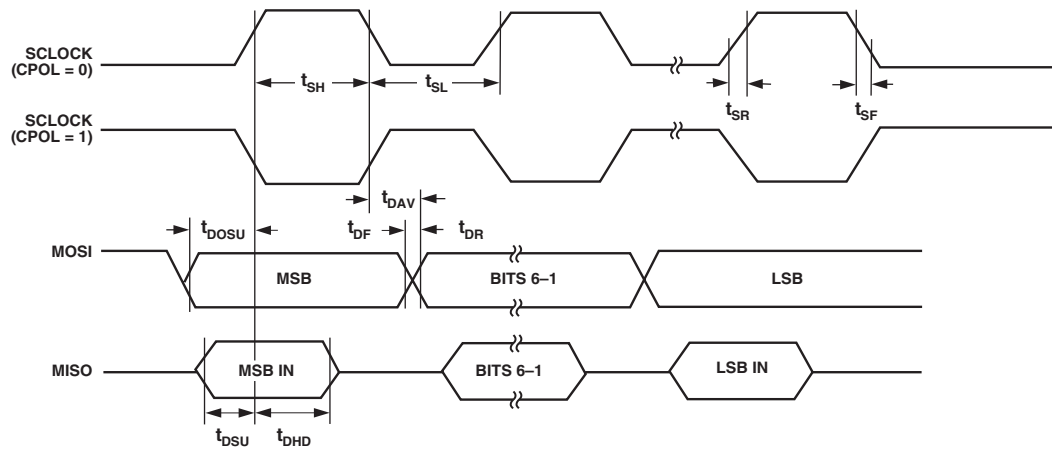 SCLOCK
(CPOL = 0)
tSH
tSL
tSR
tSF
SCLOCK
(CPOL = 1)
tDAV
tDOSU
tDF
tDR
MOSI
MSB
BITS 6–1
LSB
MISO
MSB IN
BITS 6–1
LSB IN
tDSU
tDHD